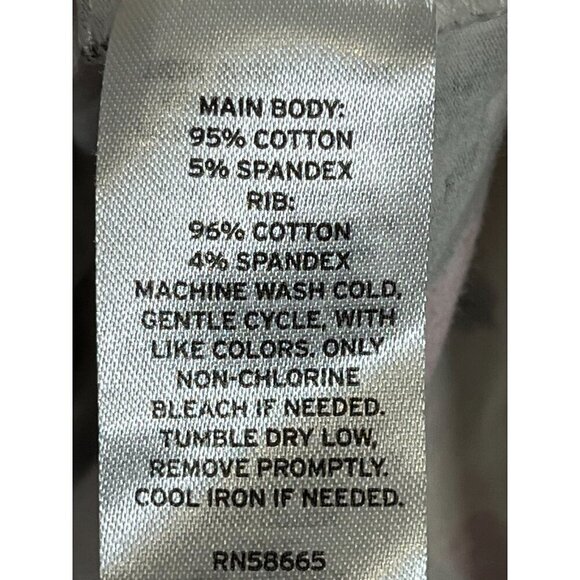 MAIN BODY:
95% COTTON
5% SPANDEX
RIB:
96% COTTON
4% SPANDEX
MACHINE WASH COLD,
GENTLE CYCLE, WITH
LIKE COLORS. ONLY
NON-CHLORINE
BLEACH IF NEEDED.
TUMBLE DRY LOW,
REMOVE PROMPTLY.
COOL IRON IF NEEDED.
RN58665